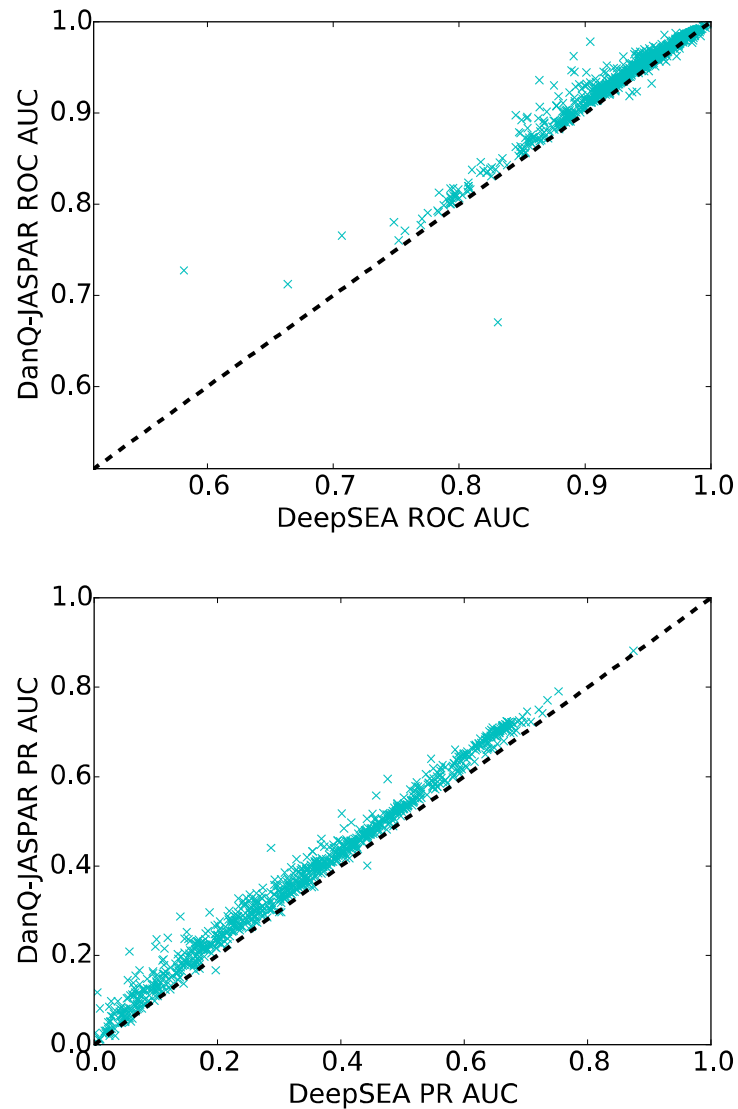 1.0
0.9
0.8
0.7
0.6
DanQ-JASPAR ROC AUC
0.6 0.7 0.8 0.9 1.0
DeepSEA ROC AUC
1.0
0.8
0.6
0.4
0.2
0.0
DanQ-JASPAR PR AUC
0.0 0.2 0.4 0.6 0.8 1.0
DeepSEA PR AUC